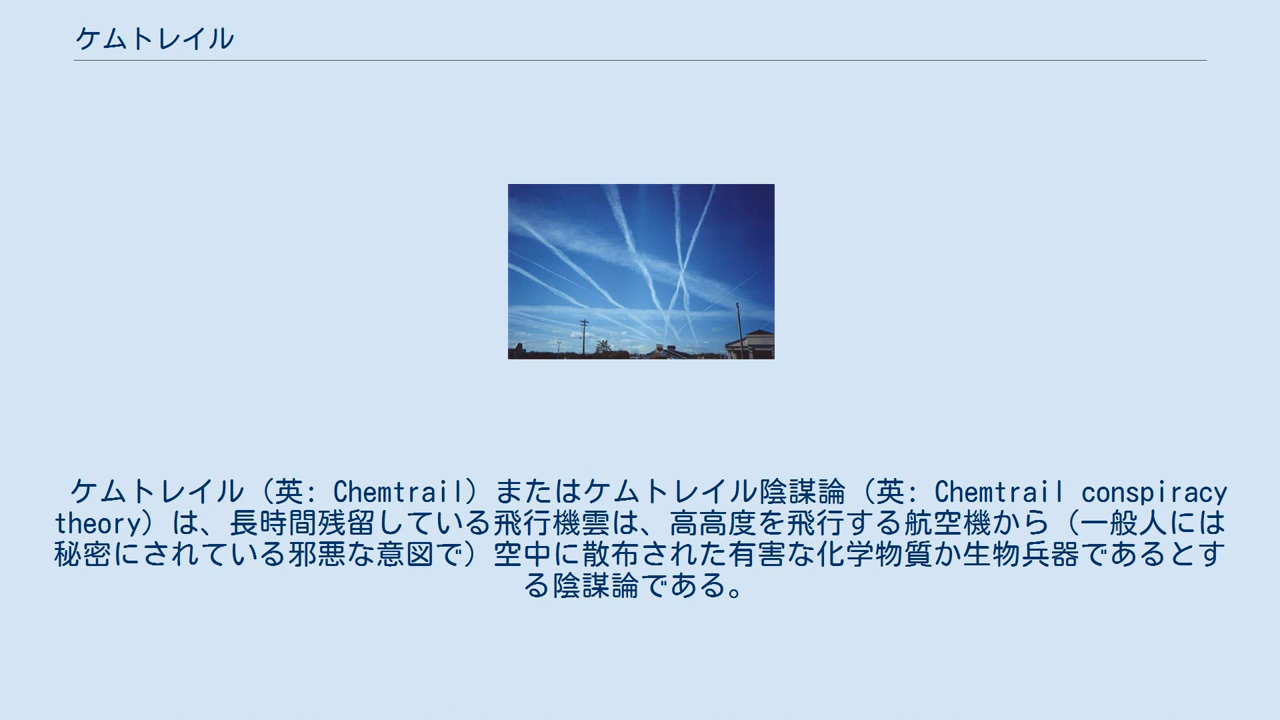 ケムトレイル
ケムトレイル（英: Chemtrail）またはケムトレイル陰謀論（英: Chemtrail conspiracy
theory）は、長時間残留している飛行機雲は、高高度を飛行する航空機から（一般人には
秘密にされている邪悪な意図で）空中に散布された有害な化学物質か生物兵器であるとす
る陰謀論である。